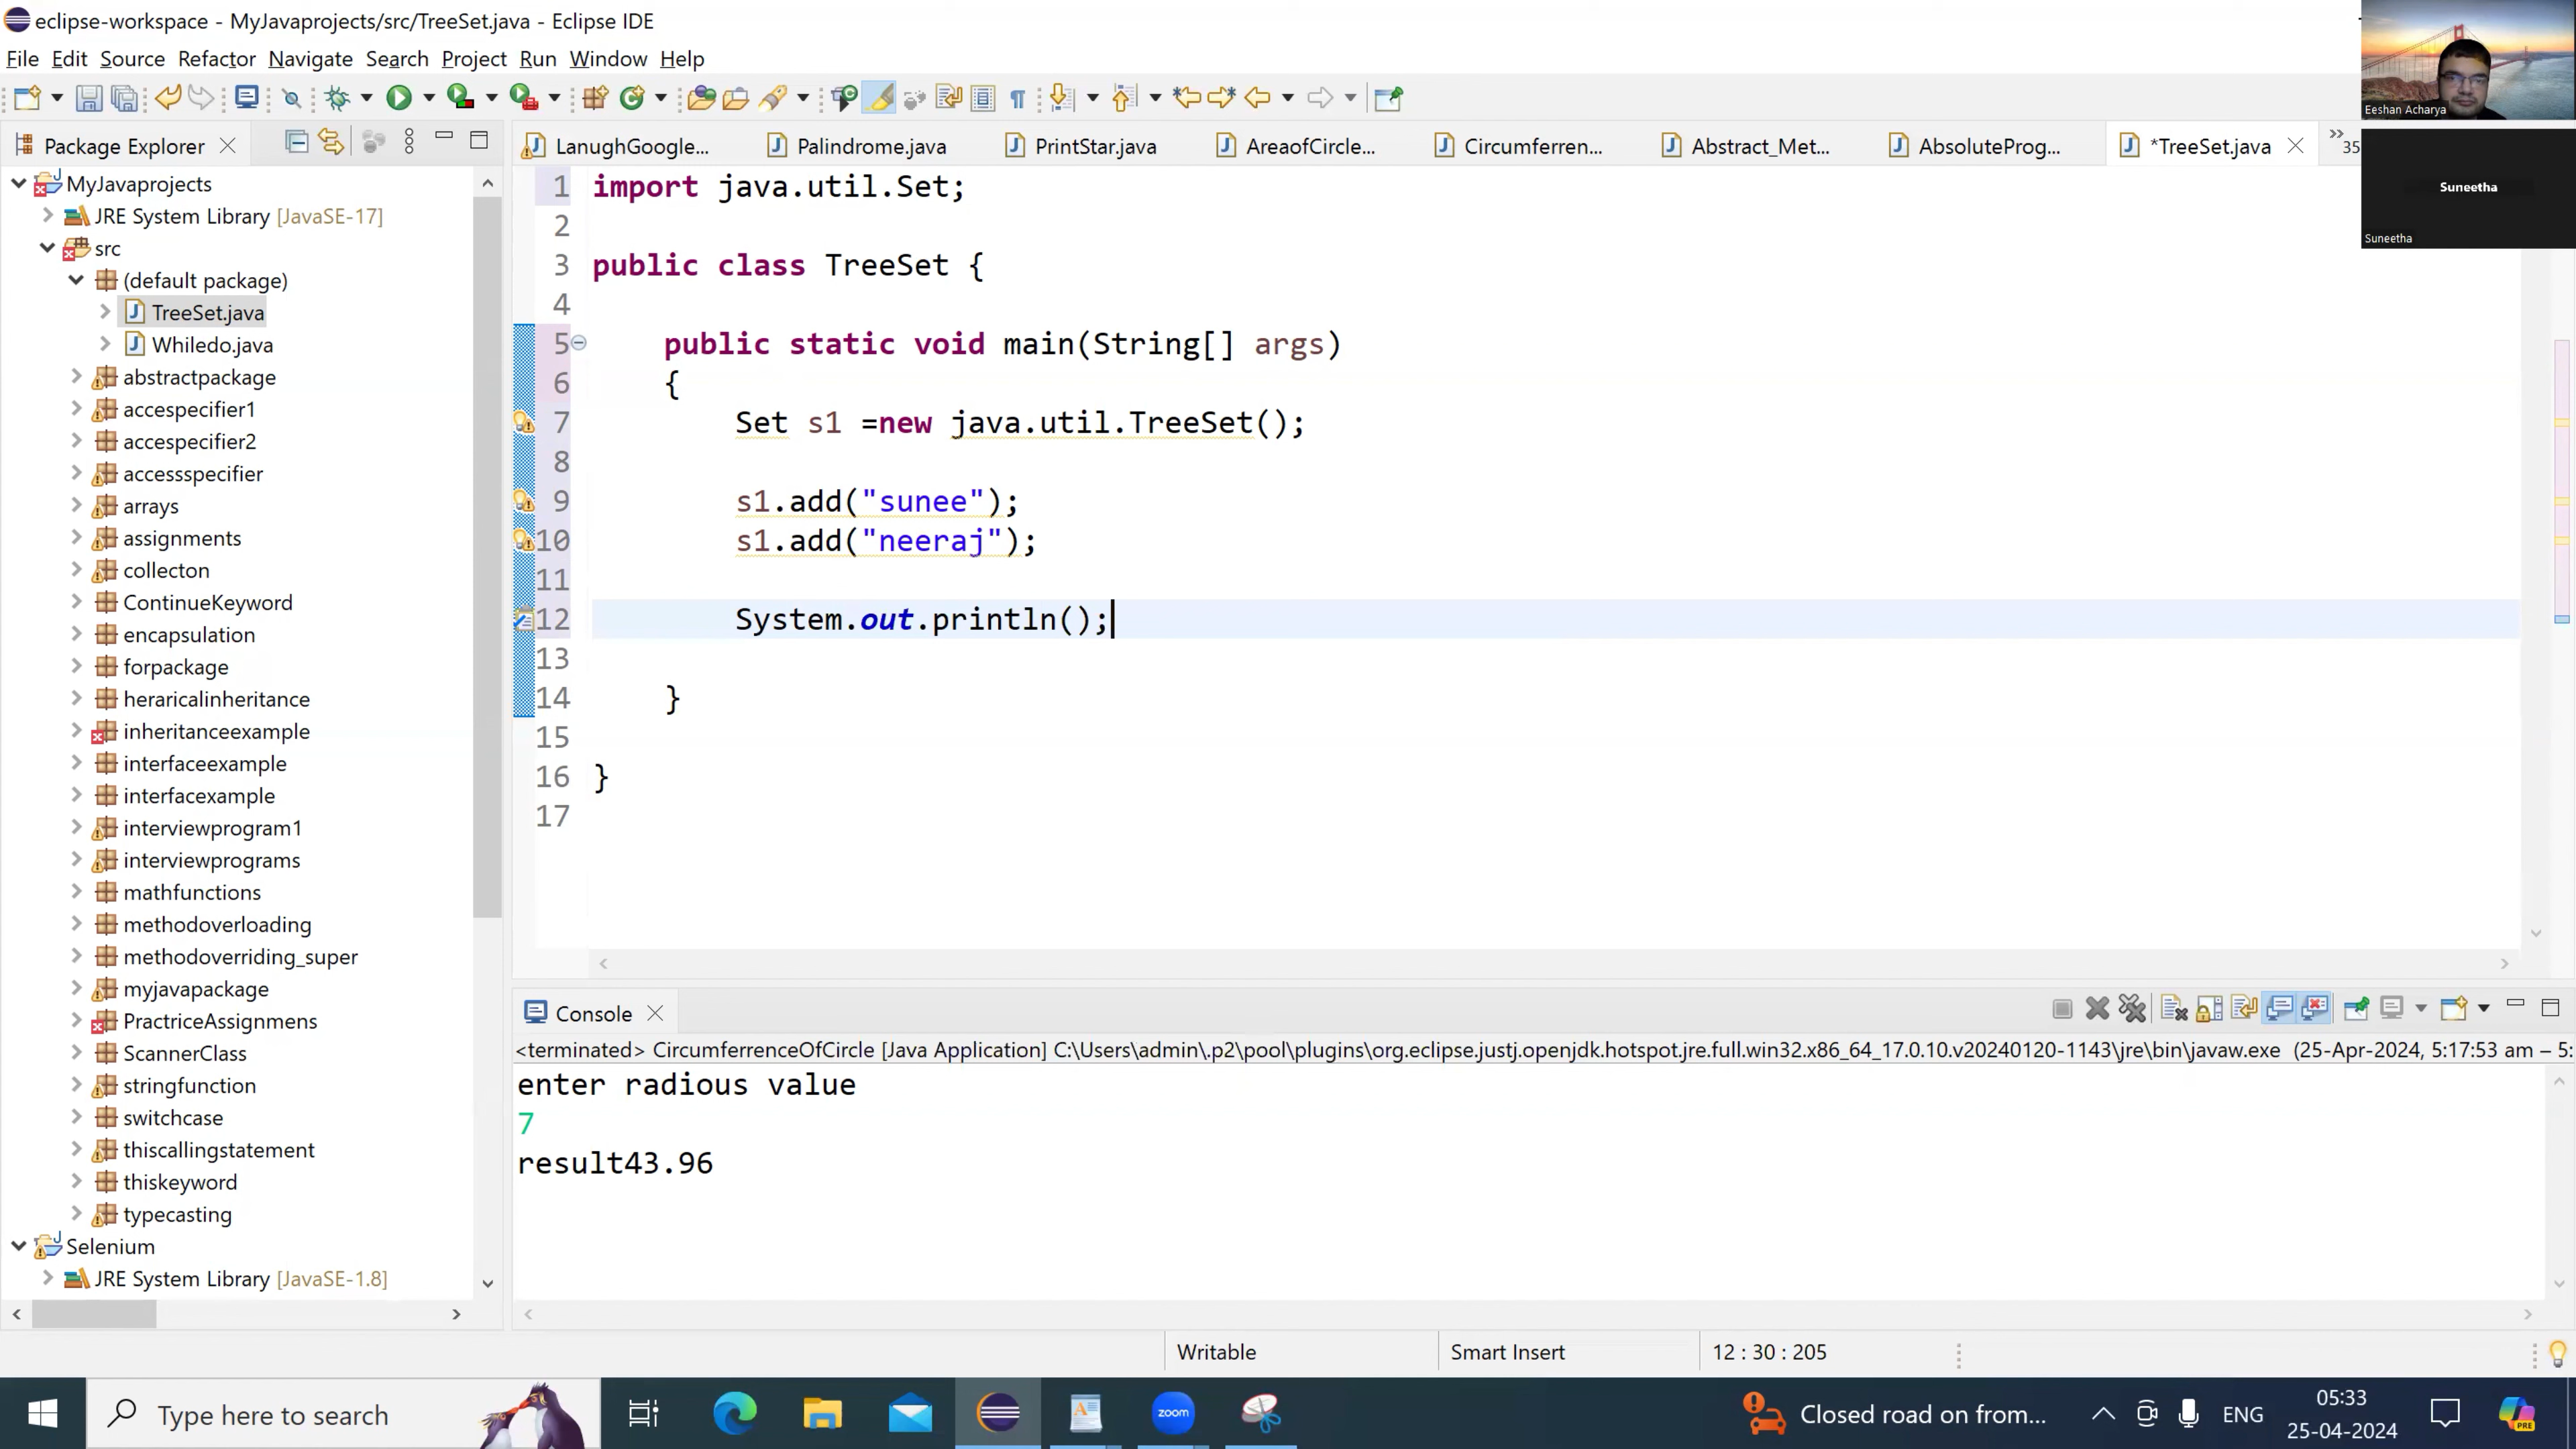 eclipse-workspace - MyJavaprojects/src/TreeSet.java - Eclipse IDE
File Edit Source Refactor Navigate Search Project Run Window Help
Eeshan Acharya
Suneetha
Suneetha
Package Explorer
MyJavaprojects
JRE System Library [JavaSE-17]
src
(default package)
TreeSet.java
Whiledo.java
abstractpackage
accespecifier1
accespecifier2
accessspecifier
arrays
assignments
collecton
ContinueKeyword
encapsulation
forpackage
heraricalinheritance
inheritanceexample
interfaceexample
interfacexample
interviewprogram1
interviewprograms
mathfunctions
methodoverloading
methodoverriding_super
myjavapackage
PractriceAssignmens
ScannerClass
stringfunction
switchcase
thiscallingstatement
thiskeyword
typecasting
Selenium
JRE System Library [JavaSE-1.8]
LanughGoogle... Palindrome.java PrintStar.java AreaofCircle... Circumferren... Abstract_Met... AbsoluteProg... *TreeSet.java 35
1 import java.util.Set;
2
3 public class TreeSet {
4
5 public static void main(String[] args)
6 {
7 Set s1 =new java.util.TreeSet();
8
9 s1.add("sunee");
10 s1.add("neeraj");
11
12 System.out.println();
13
14 }
15
16 }
17
Console
<terminated> CircumferrenceOfCircle [Java Application] C:\Users\admin\.p2\pool\plugins\org.eclipse.justj.openjdk.hotspot.jre.full.win32.x86_64_17.0.10.v20240120-1143\jre\bin\javaw.exe (25-Apr-2024, 5:17:53 am – 5:
enter radious value
7
result43.96
Writable Smart Insert 12 : 30 : 205
Type here to search
zoom
Closed road on from...
ENG
05:33
25-04-2024
PRE